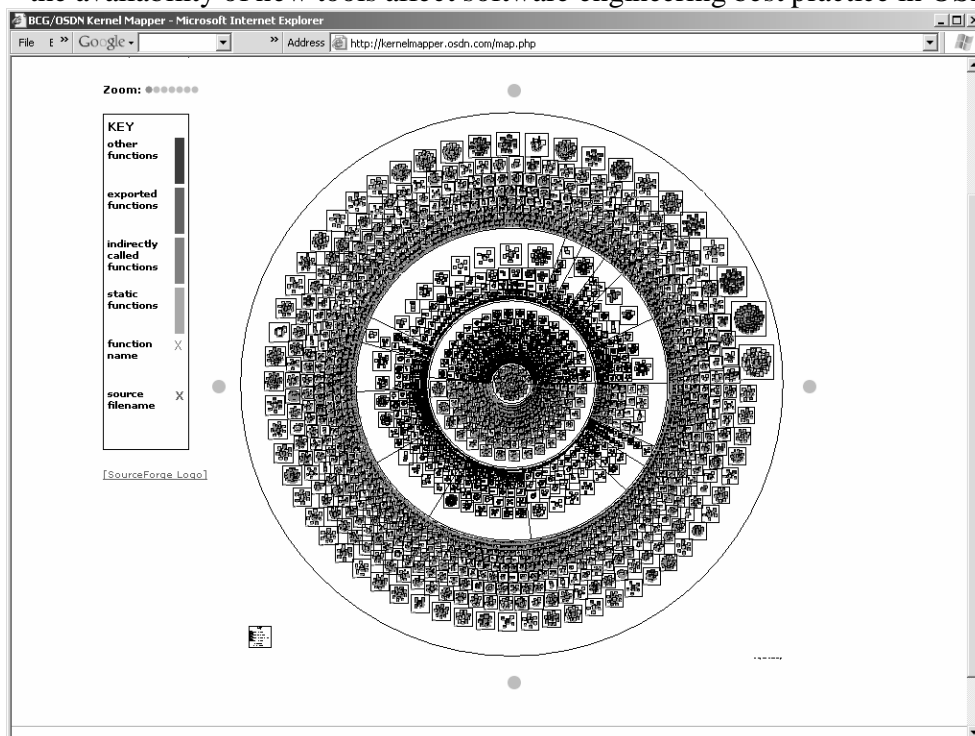 the availability of new tools affect software engineering best practice in
BCG/OSDN Kernel Mapper - Microsoft Internet Explorer
File E » Google » Address http://kernelmapper.osdn.com/map.php
Zoom:
KEY
other
functions
exported
functions
indirectly
called
functions
static
functions
function
name X
source
filename X
[SourceForge Logo]